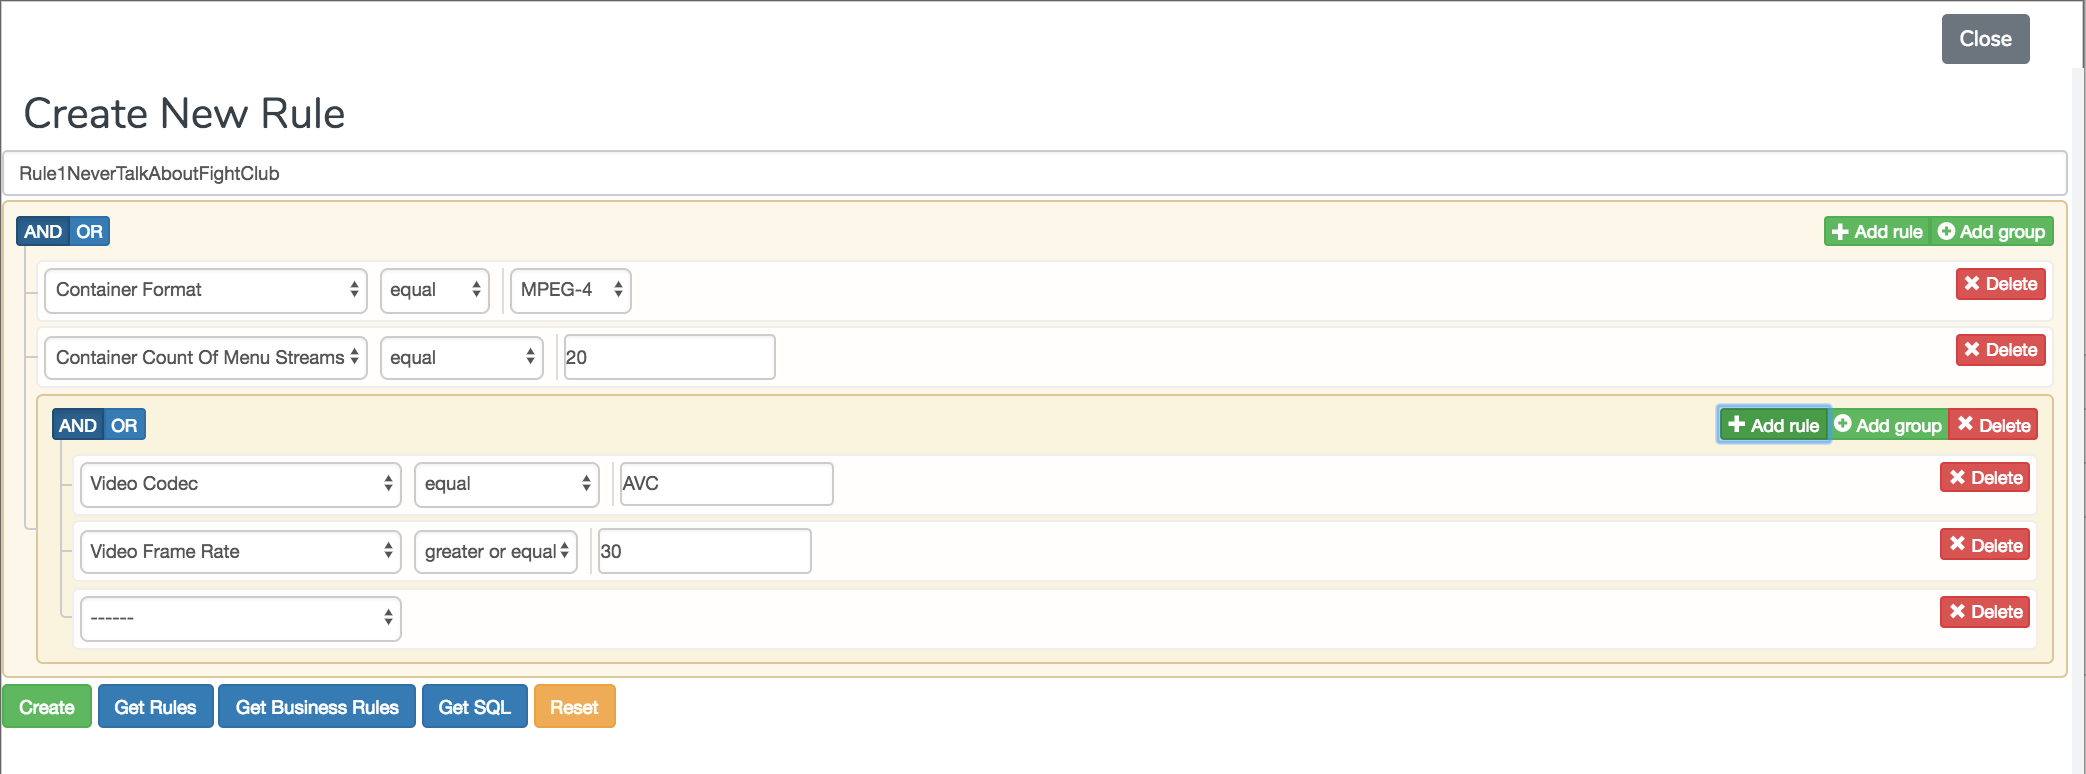 Close
Create New Rule
Rule1NeverTalkAboutFightClub
AND OR Add rule Add group
Container Format equal MPEG-4 Delete
Container Count Of Menu Streams equal 20 Delete
AND OR Add rule Add group Delete
Video Codec equal AVC Delete
Video Frame Rate greater or equal 30 Delete
------ Delete
Create Get Rules Get Business Rules Get SQL Reset